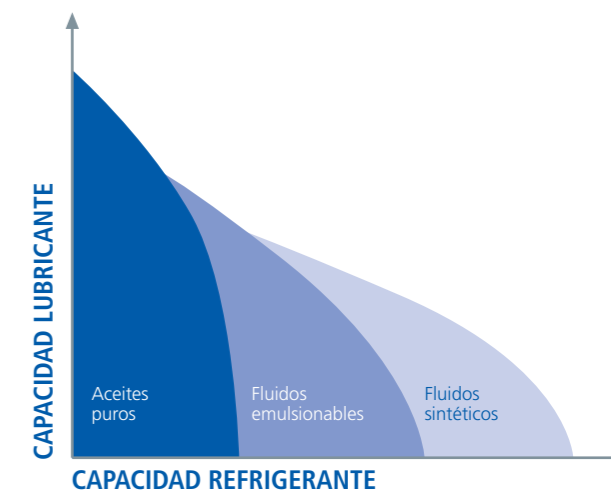 CAPACIDAD LUBRICANTE
Aceites
puros
Fluidos
emulsionables
Fluidos
sintéticos
CAPACIDAD REFRIGERANTE